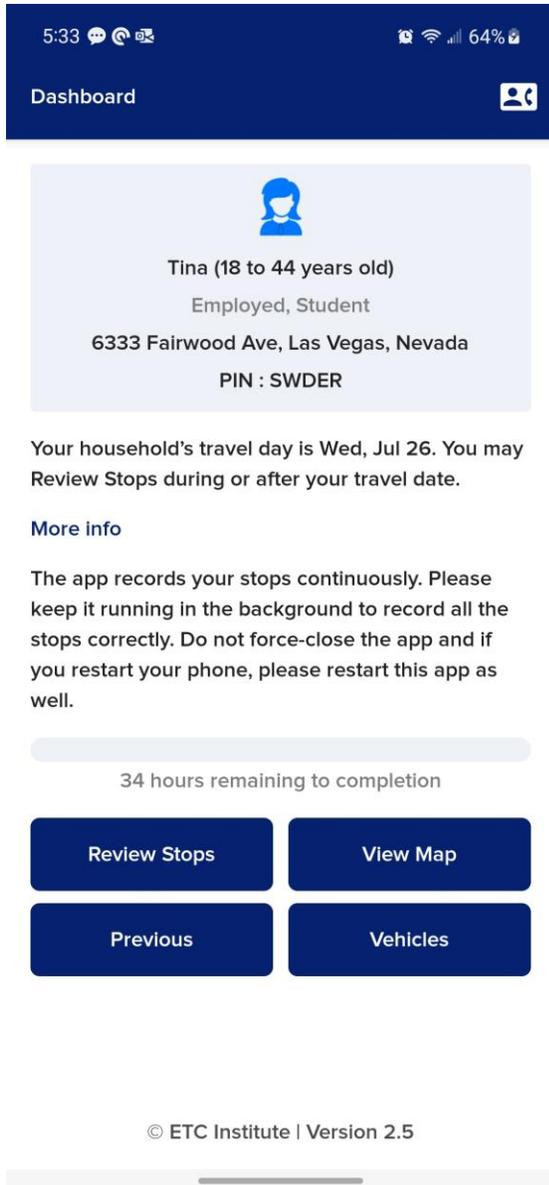 5:33 64%
Dashboard
Tina (18 to 44 years old)
Employed, Student
6333 Fairwood Ave, Las Vegas, Nevada
PIN : SWDER
Your household’s travel day is Wed, Jul 26. You may
Review Stops during or after your travel date.
More info
The app records your stops continuously. Please
keep it running in the background to record all the
stops correctly. Do not force-close the app and if
you restart your phone, please restart this app as
well.
34 hours remaining to completion
Review Stops View Map
Previous Vehicles
© ETC Institute | Version 2.5